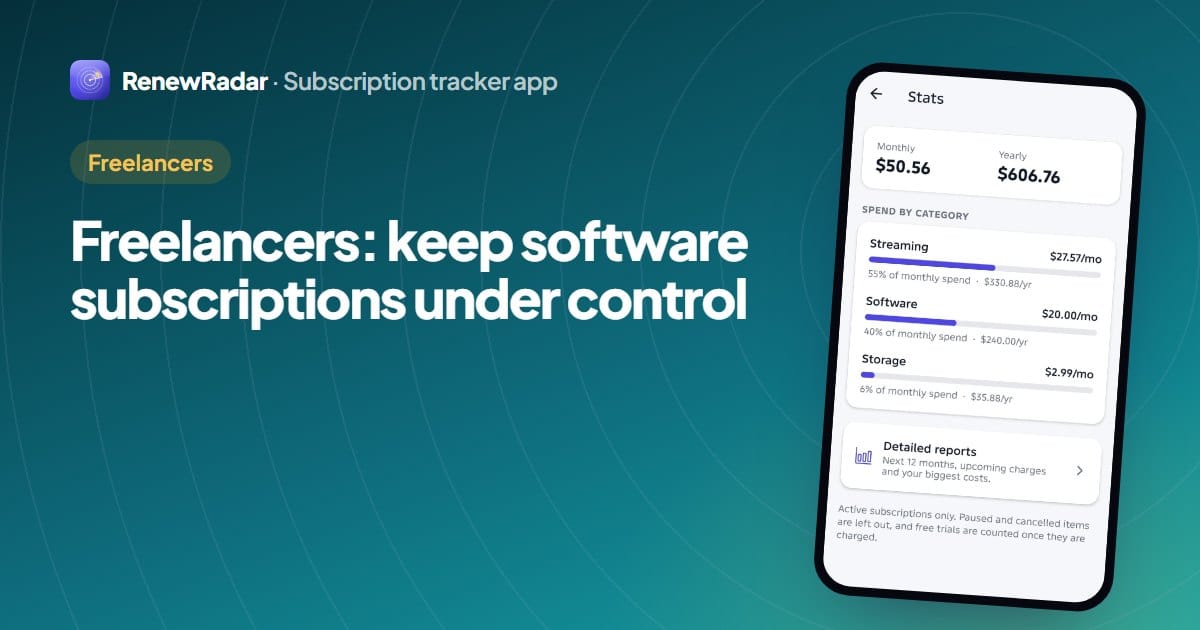 RenewRadar · Subscription tracker app
Freelancers
Freelancers: keep software
subscriptions under control
Stats
Monthly
$50.56
Yearly
$606.76
SPEND BY CATEGORY
Streaming
$27.57/mo
55% of monthly spend · $330.88/yr
Software
$20.00/mo
40% of monthly spend · $240.00/yr
Storage
$2.99/mo
6% of monthly spend · $35.88/yr
Detailed reports
Next 12 months, upcoming charges
and your biggest costs.
Active subscriptions only. Paused and cancelled items
are left out, and free trials are counted once they are
charged.